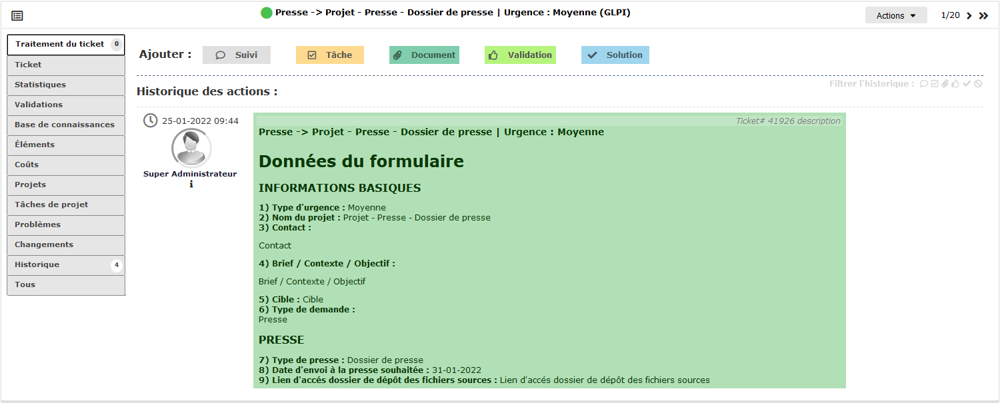 Presse -> Projet - Presse - Dossier de presse | Urgence : Moyenne (GLPI)
Actions
1/20
Traitement du ticket 0
Ticket
Statistiques
Validations
Base de connaissances
Éléments
Coûts
Projets
Tâches de projet
Problèmes
Changements
Historique 4
Tous
Ajouter : Suivi Tâche Document Validation Solution
Historique des actions :
Filtrer l'historique :
25-01-2022 09:44
Super Administrateur
Ticket# 41926 description
Presse -> Projet - Presse - Dossier de presse | Urgence : Moyenne
Données du formulaire
INFORMATIONS BASIQUES
1) Type d'urgence : Moyenne
2) Nom du projet : Projet - Presse - Dossier de presse
3) Contact :
Contact
4) Brief / Contexte / Objectif :
Brief / Contexte / Objectif
5) Cible : Cible
6) Type de demande :
Presse
PRESSE
7) Type de presse : Dossier de presse
8) Date d'envoi à la presse souhaitée : 31-01-2022
9) Lien d'accés dossier de dépôt des fichiers sources : Lien d'accés dossier de dépôt des fichiers sources